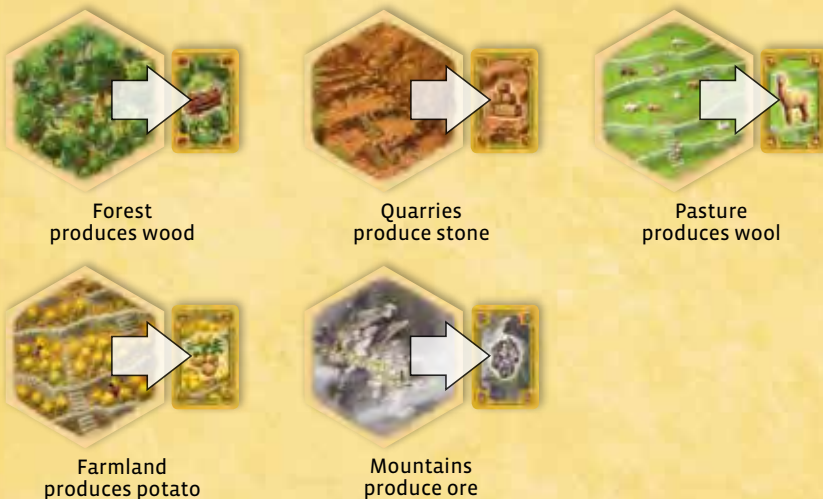 Forest
produces wood
Quarries
produce stone
Pasture
produces wool
Farmland
produces potato
Mountains
produce ore